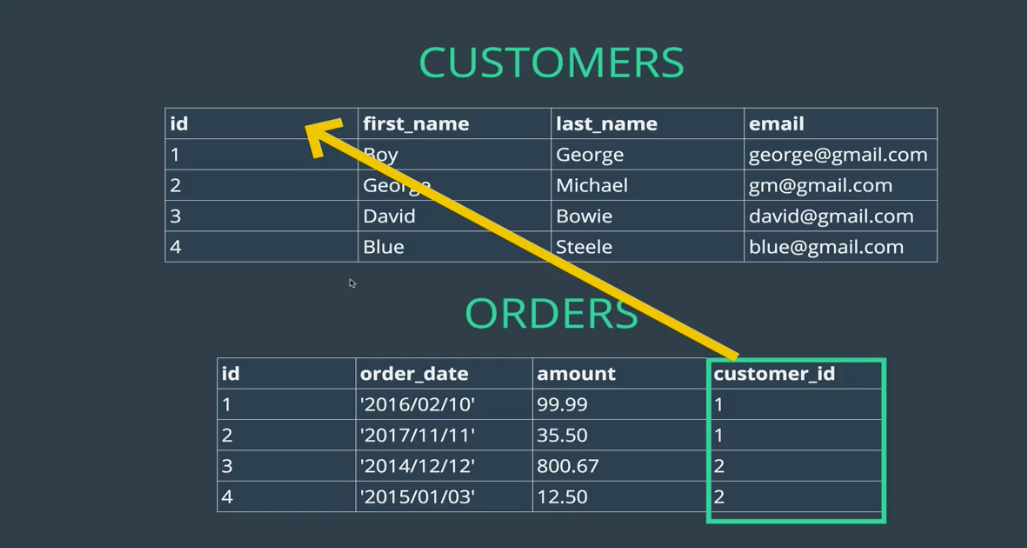 CUSTOMERS
id first_name last_name email
1 Boy George george@gmail.com
2 George Michael gm@gmail.com
3 David Bowie david@gmail.com
4 Blue Steele blue@gmail.com
ORDERS
id order_date amount customer_id
1 '2016/02/10' 99.99 1
2 '2017/11/11' 35.50 1
3 '2014/12/12' 800.67 2
4 '2015/01/03' 12.50 2